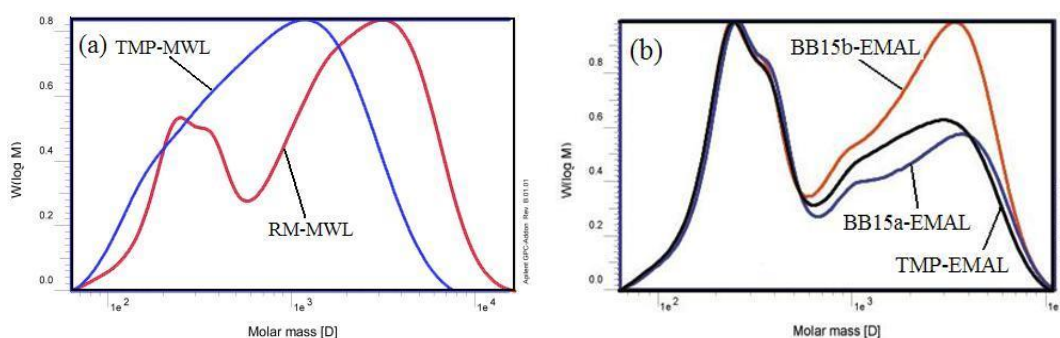 (a)
TMP-MWL
RM-MWL
W(log M)
0.8
0.6
0.4
0.2
0.0
1e²
1e³
1e⁴
Molar mass [D]
Agilent GPC-Addon Rev. B.01.01
(b)
BB15b-EMAL
BB15a-EMAL
TMP-EMAL
W(log M)
0.8
0.6
0.4
0.2
0.0
1e²
1e³
1e
Molar mass [D]